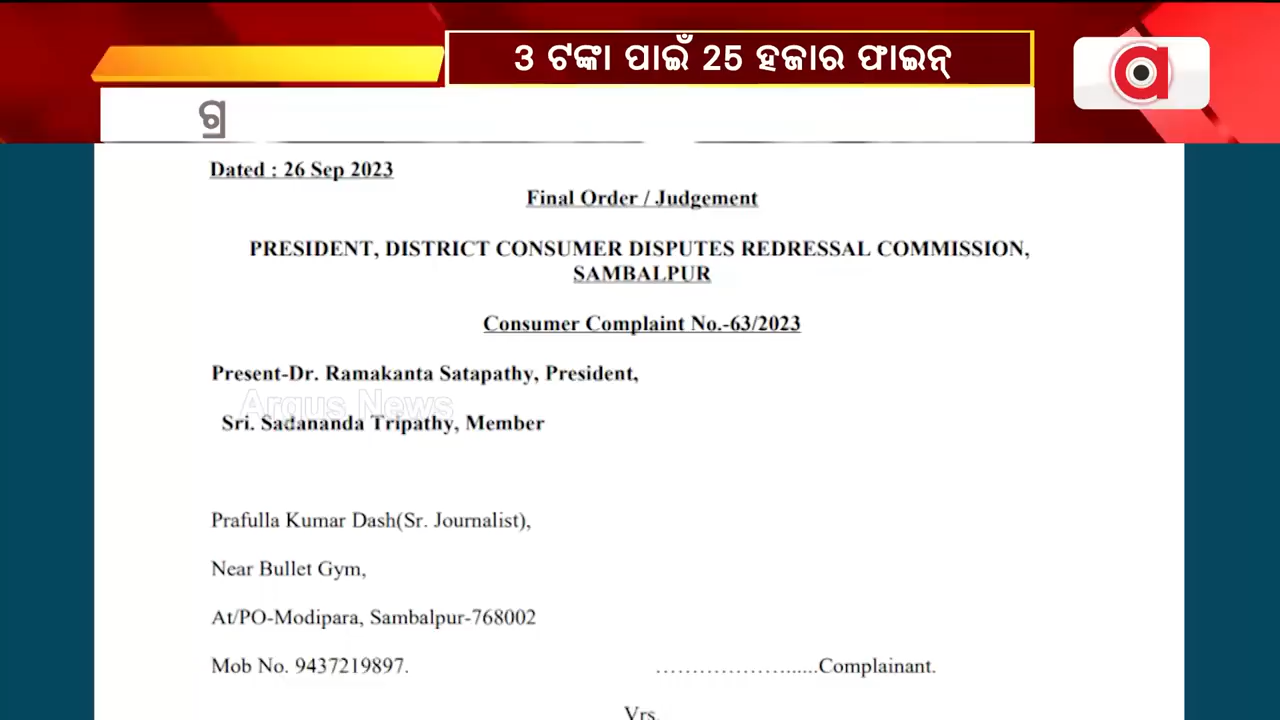 ୩ ଟଙ୍କା ପାଇଁ 25 ହଜାର ଫାଇନ୍
ଗ୍ର
Dated : 26 Sep 2023
Final Order / Judgement
PRESIDENT, DISTRICT CONSUMER DISPUTES REDRESSAL COMMISSION,
SAMBALPUR
Consumer Complaint No.-63/2023
Present-Dr. Ramakanta Satapathy, President,
Argus News
Sri. Sadananda Tripathy, Member
Prafulla Kumar Dash(Sr. Journalist),
Near Bullet Gym,
At/PO-Modipara, Sambalpur-768002
Mob No. 9437219897. ………………......Complainant.
Vrs.